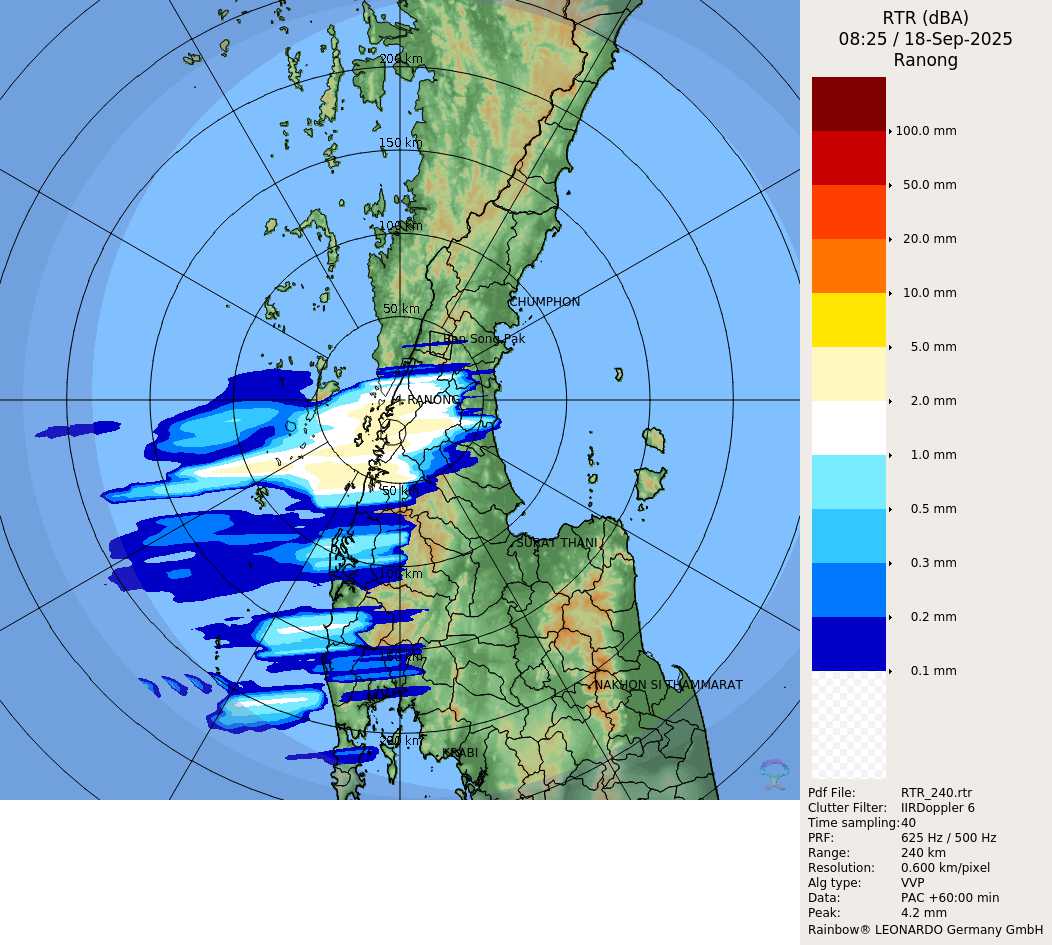 RTR (dBA)
08:25 / 18-Sep-2025
Ranong
100.0 mm
50.0 mm
20.0 mm
10.0 mm
5.0 mm
2.0 mm
1.0 mm
0.5 mm
0.3 mm
0.2 mm
0.1 mm
Pdf File: RTR_240.rtr
Clutter Filter: IIRDoppler 6
Time sampling: 40
PRF: 625 Hz / 500 Hz
Range: 240 km
Resolution: 0.600 km/pixel
Alg type: VVP
Data: PAC +60:00 min
Peak: 4.2 mm
Rainbow® LEONARDO Germany GmbH
200 km
150 km
100 km
50 km
CHUMPHON
Ban Song Pak
RANONG
50 km
SURAT THANI
100 km
NAKHON SI THAMMARAT
200 km
KRABI